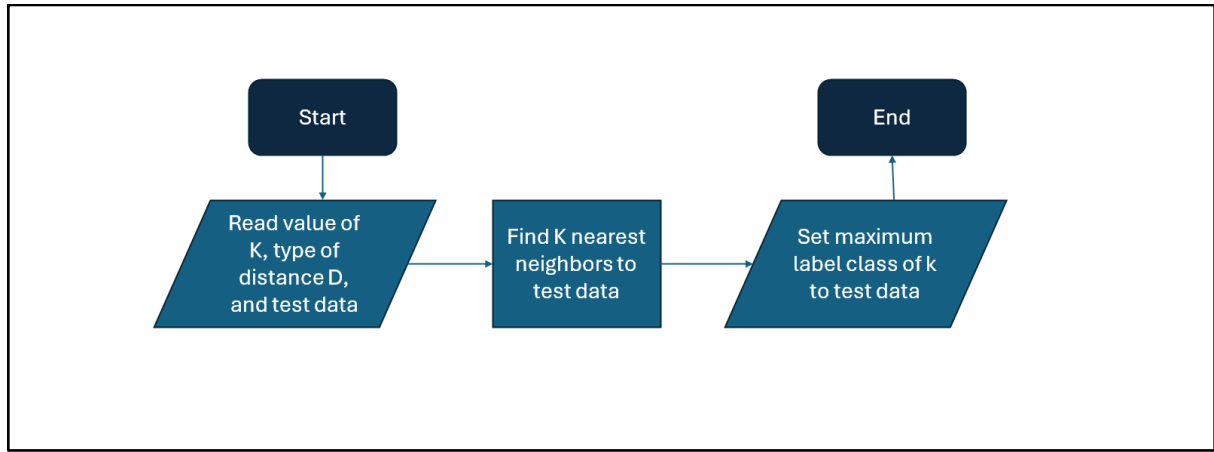 Start
End
Read value of
K, type of
distance D,
and test data
Find K nearest
neighbors to
test data
Set maximum
label class of k
to test data